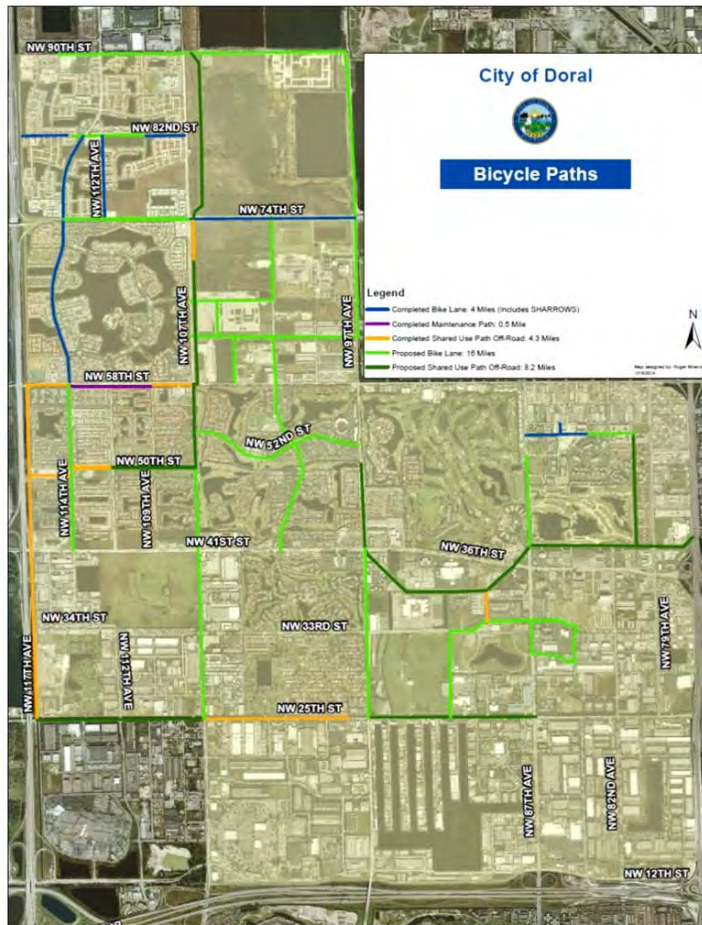 NW 90TH ST
City of Doral
Bicycle Paths
NW 82ND ST
NW 112TH AVE
NW 74TH ST
NW 107TH AVE
NW 97TH AVE
Legend
Completed Bike Lane: 4 Miles (Includes SHARROWS)
Completed Maintenance Path: 0.5 Mile
Completed Shared Use Path Off-Road: 4.3 Miles
Proposed Bike Lane: 16 Miles
Proposed Shared Use Path Off-Road: 8.2 Miles
N
NW 58TH ST
NW 52ND ST
NW 50TH ST
NW 114TH AVE
NW 109TH AVE
NW 41ST ST
NW 36TH ST
NW 34TH ST
NW 33RD ST
NW 117TH AVE
NW 112TH AVE
NW 79TH AVE
NW 25TH ST
NW 87TH AVE
NW 82ND AVE
NW 12TH ST